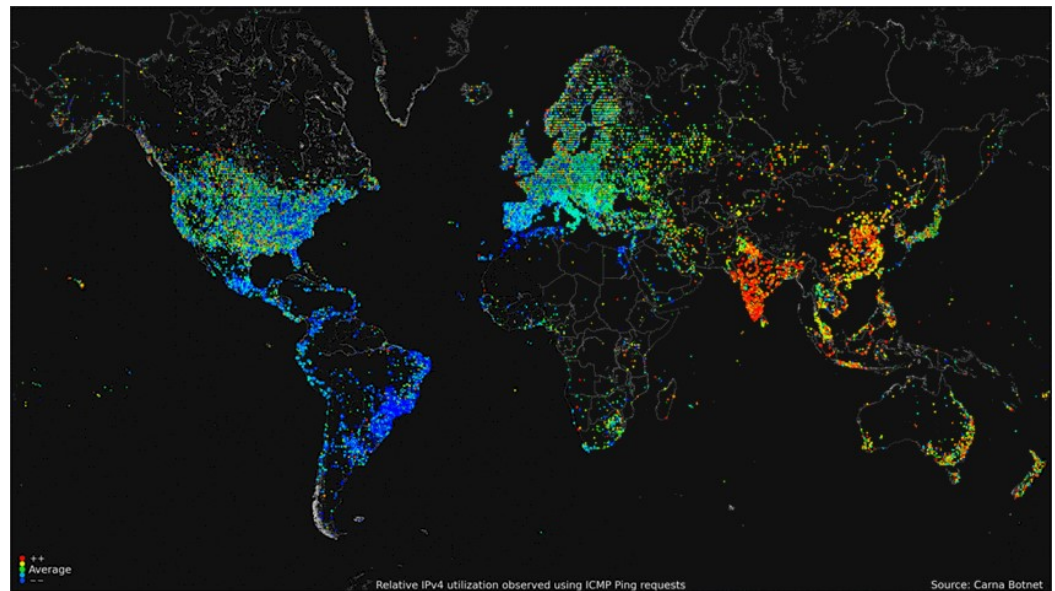 ++
Average
--
Relative IPv4 utilization observed using ICMP Ping requests
Source: Carna Botnet